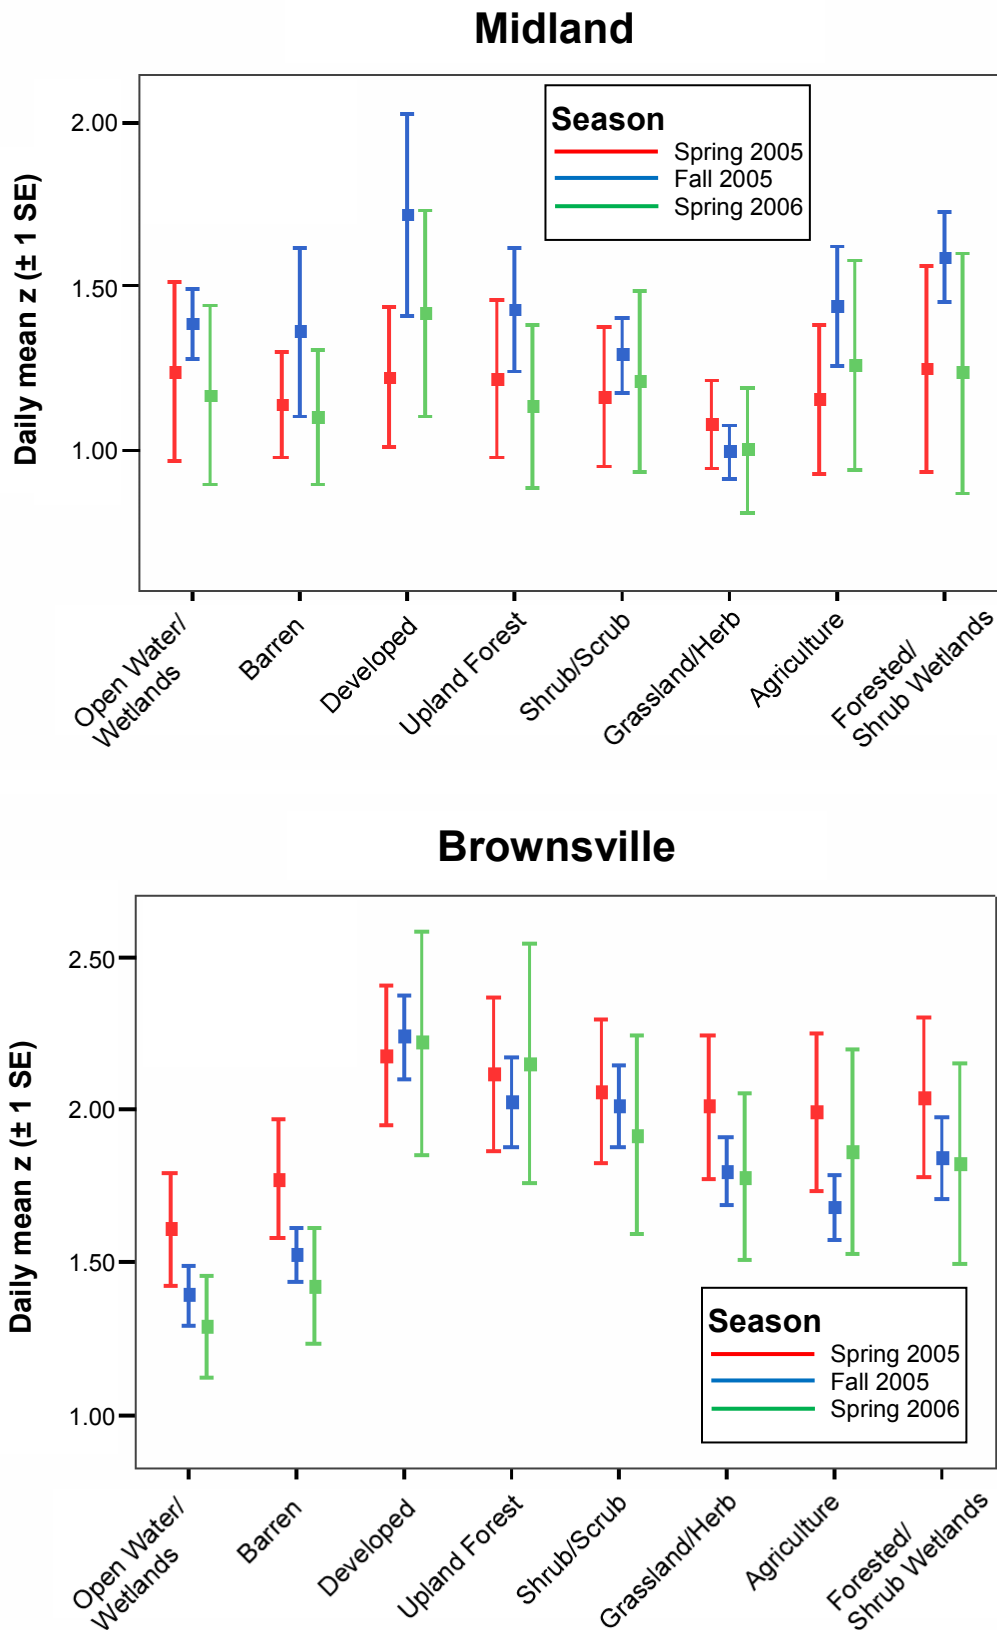 Midland
Daily mean z (± 1 SE)
2.00
1.50
1.00
Season
Spring 2005
Fall 2005
Spring 2006
Open Water/
Wetlands
Barren
Developed
Upland Forest
Shrub/Scrub
Grassland/Herb
Agriculture
Forested/
Shrub Wetlands
Brownsville
Daily mean z (± 1 SE)
2.50
2.00
1.50
1.00
Season
Spring 2005
Fall 2005
Spring 2006
Open Water/
Wetlands
Barren
Developed
Upland Forest
Shrub/Scrub
Grassland/Herb
Agriculture
Forested/
Shrub Wetlands